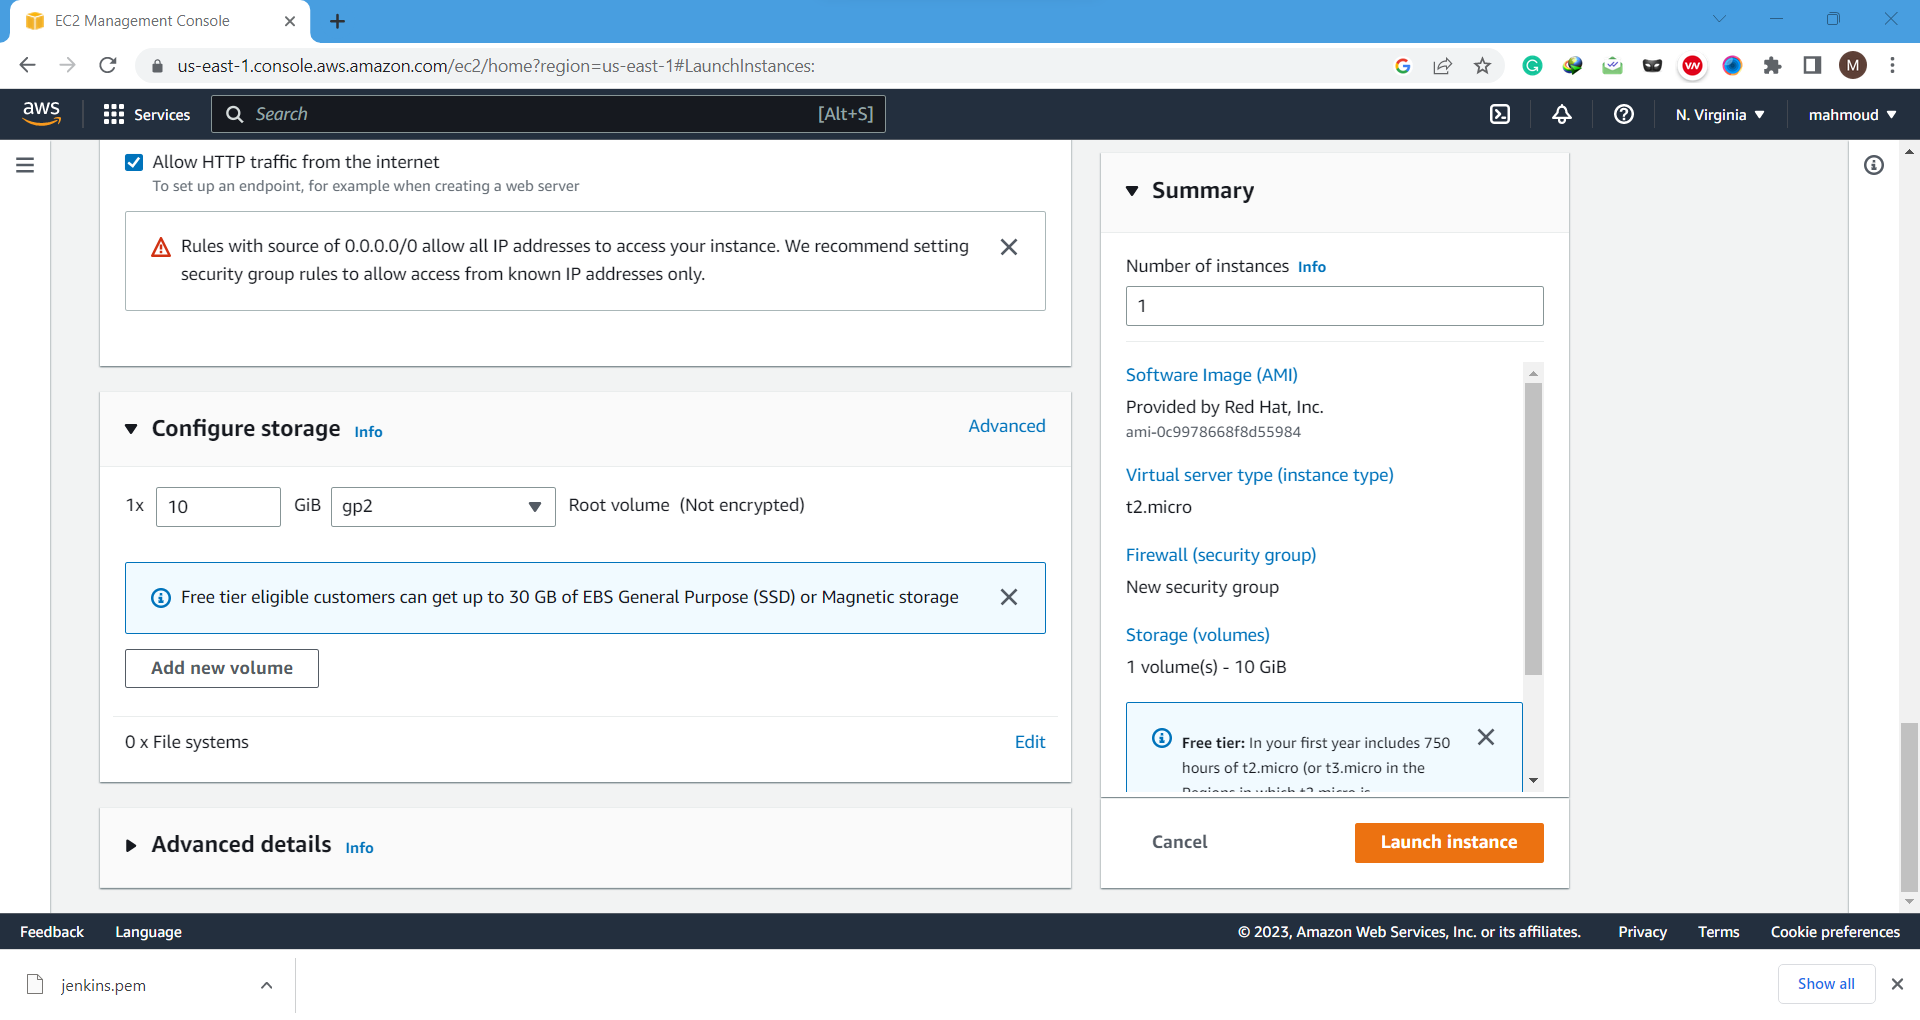 EC2 Management Console
us-east-1.console.aws.amazon.com/ec2/home?region=us-east-1#LaunchInstances:
M
aws
Services
Search
[Alt+S]
N. Virginia
mahmoud
Allow HTTP traffic from the internet
To set up an endpoint, for example when creating a web server
Rules with source of 0.0.0.0/0 allow all IP addresses to access your instance. We recommend setting
security group rules to allow access from known IP addresses only.
Configure storage Info
Advanced
1x 10 GiB gp2 Root volume (Not encrypted)
Free tier eligible customers can get up to 30 GB of EBS General Purpose (SSD) or Magnetic storage
Add new volume
0 x File systems
Edit
Advanced details Info
Summary
Number of instances Info
1
Software Image (AMI)
Provided by Red Hat, Inc.
ami-0c9978668f8d55984
Virtual server type (instance type)
t2.micro
Firewall (security group)
New security group
Storage (volumes)
1 volume(s) - 10 GiB
Free tier: In your first year includes 750
hours of t2.micro (or t3.micro in the
Regions in which t2.micro is
Cancel
Launch instance
Feedback
Language
© 2023, Amazon Web Services, Inc. or its affiliates.
Privacy
Terms
Cookie preferences
jenkins.pem
Show all